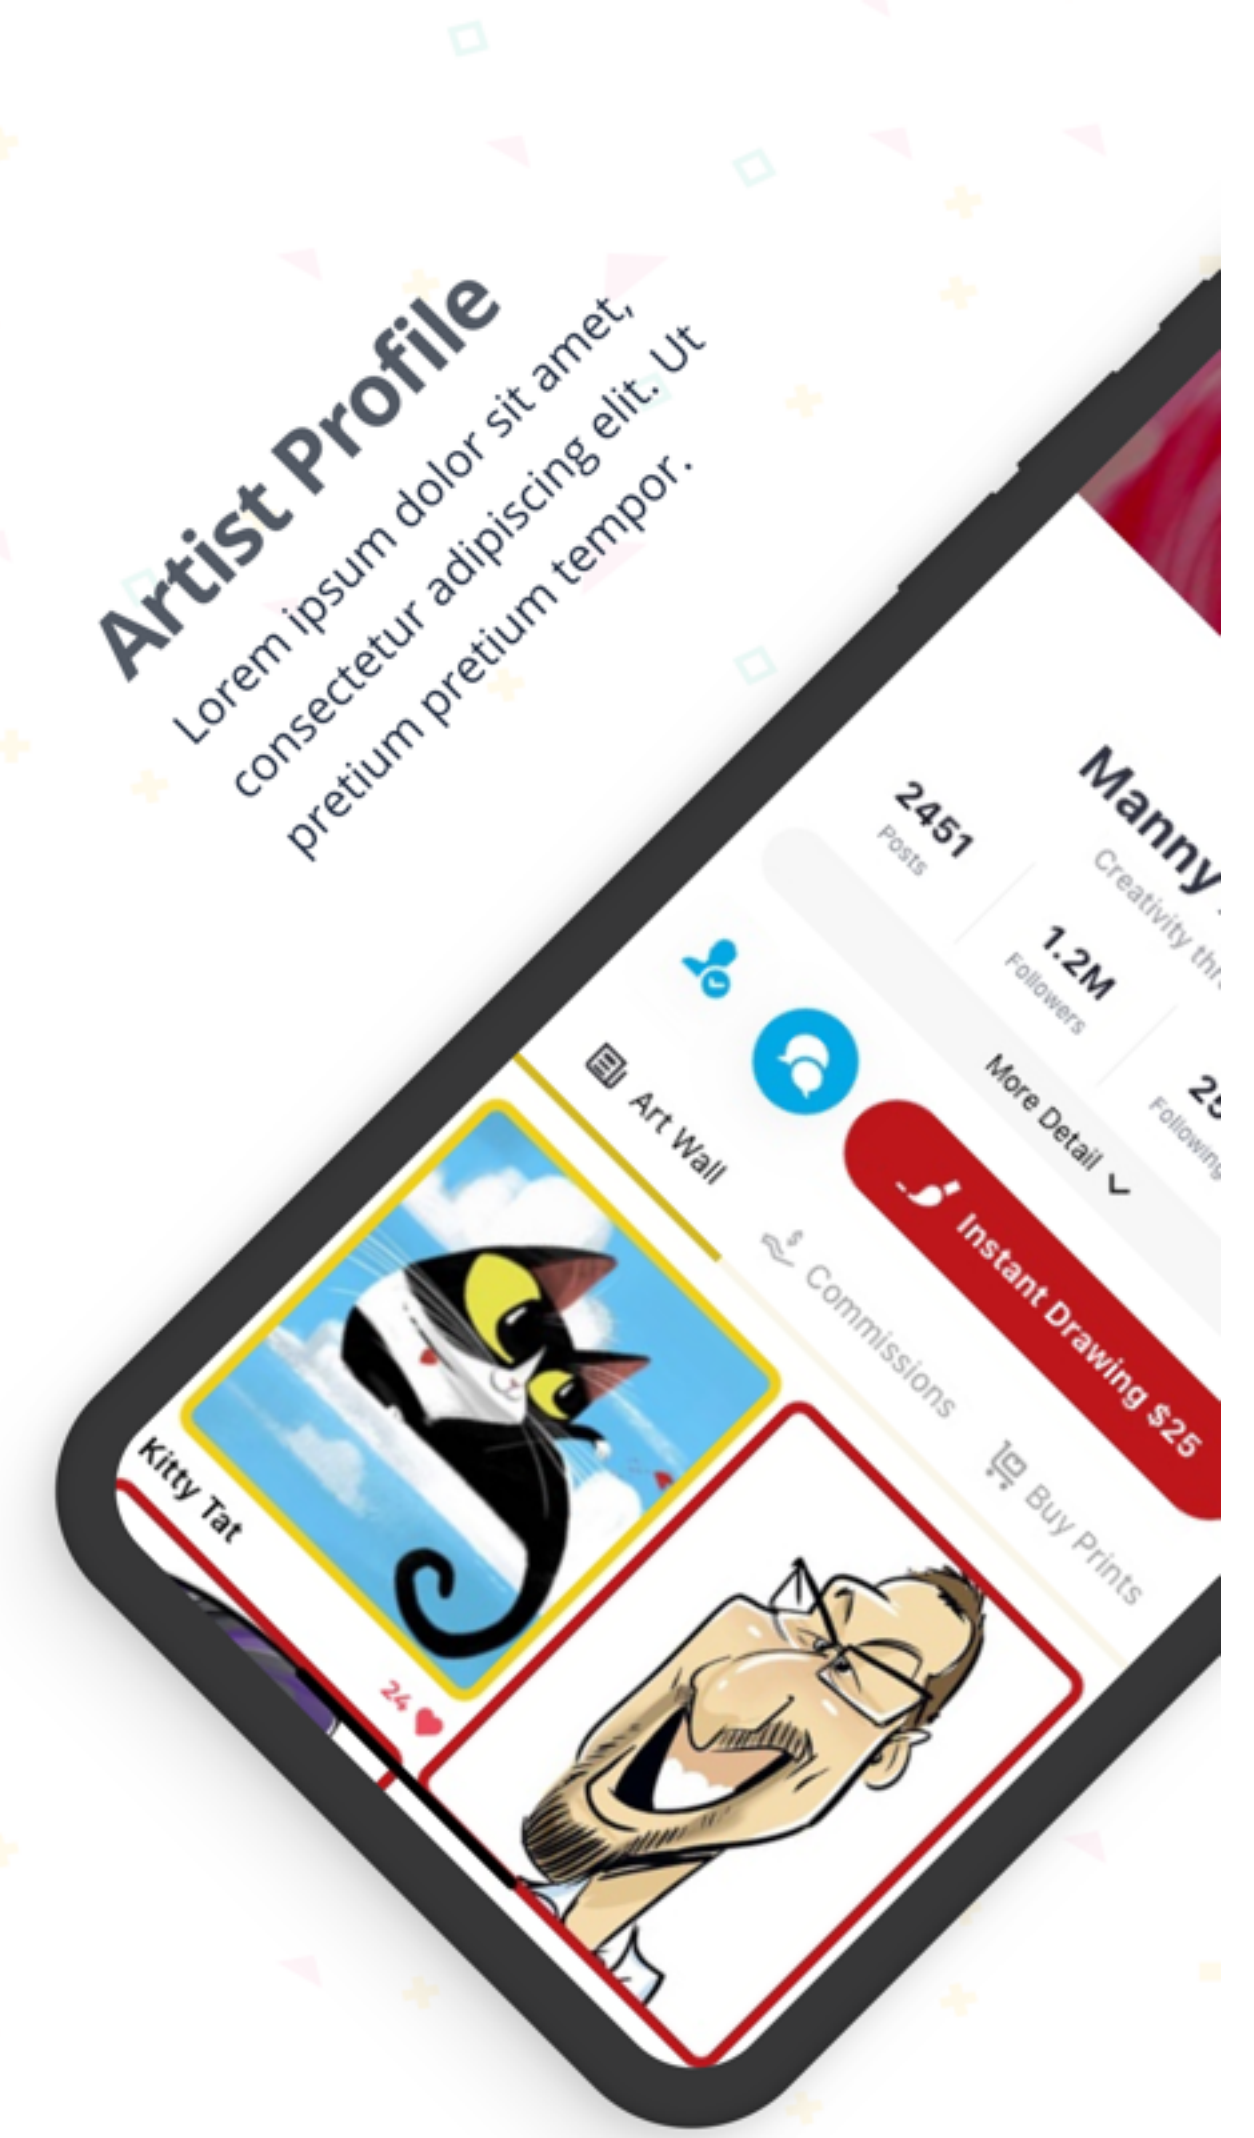 Artist Profile
Lorem ipsum dolor sit amet,
consectetur adipiscing elit. Ut
pretium pretium tempor.
Manny
Creativity
2451
Posts
1.2M
Followers
Following
More Detail
Instant Drawing $25
Art Wall
Commissions
Buy Prints
Kitty Tat
24